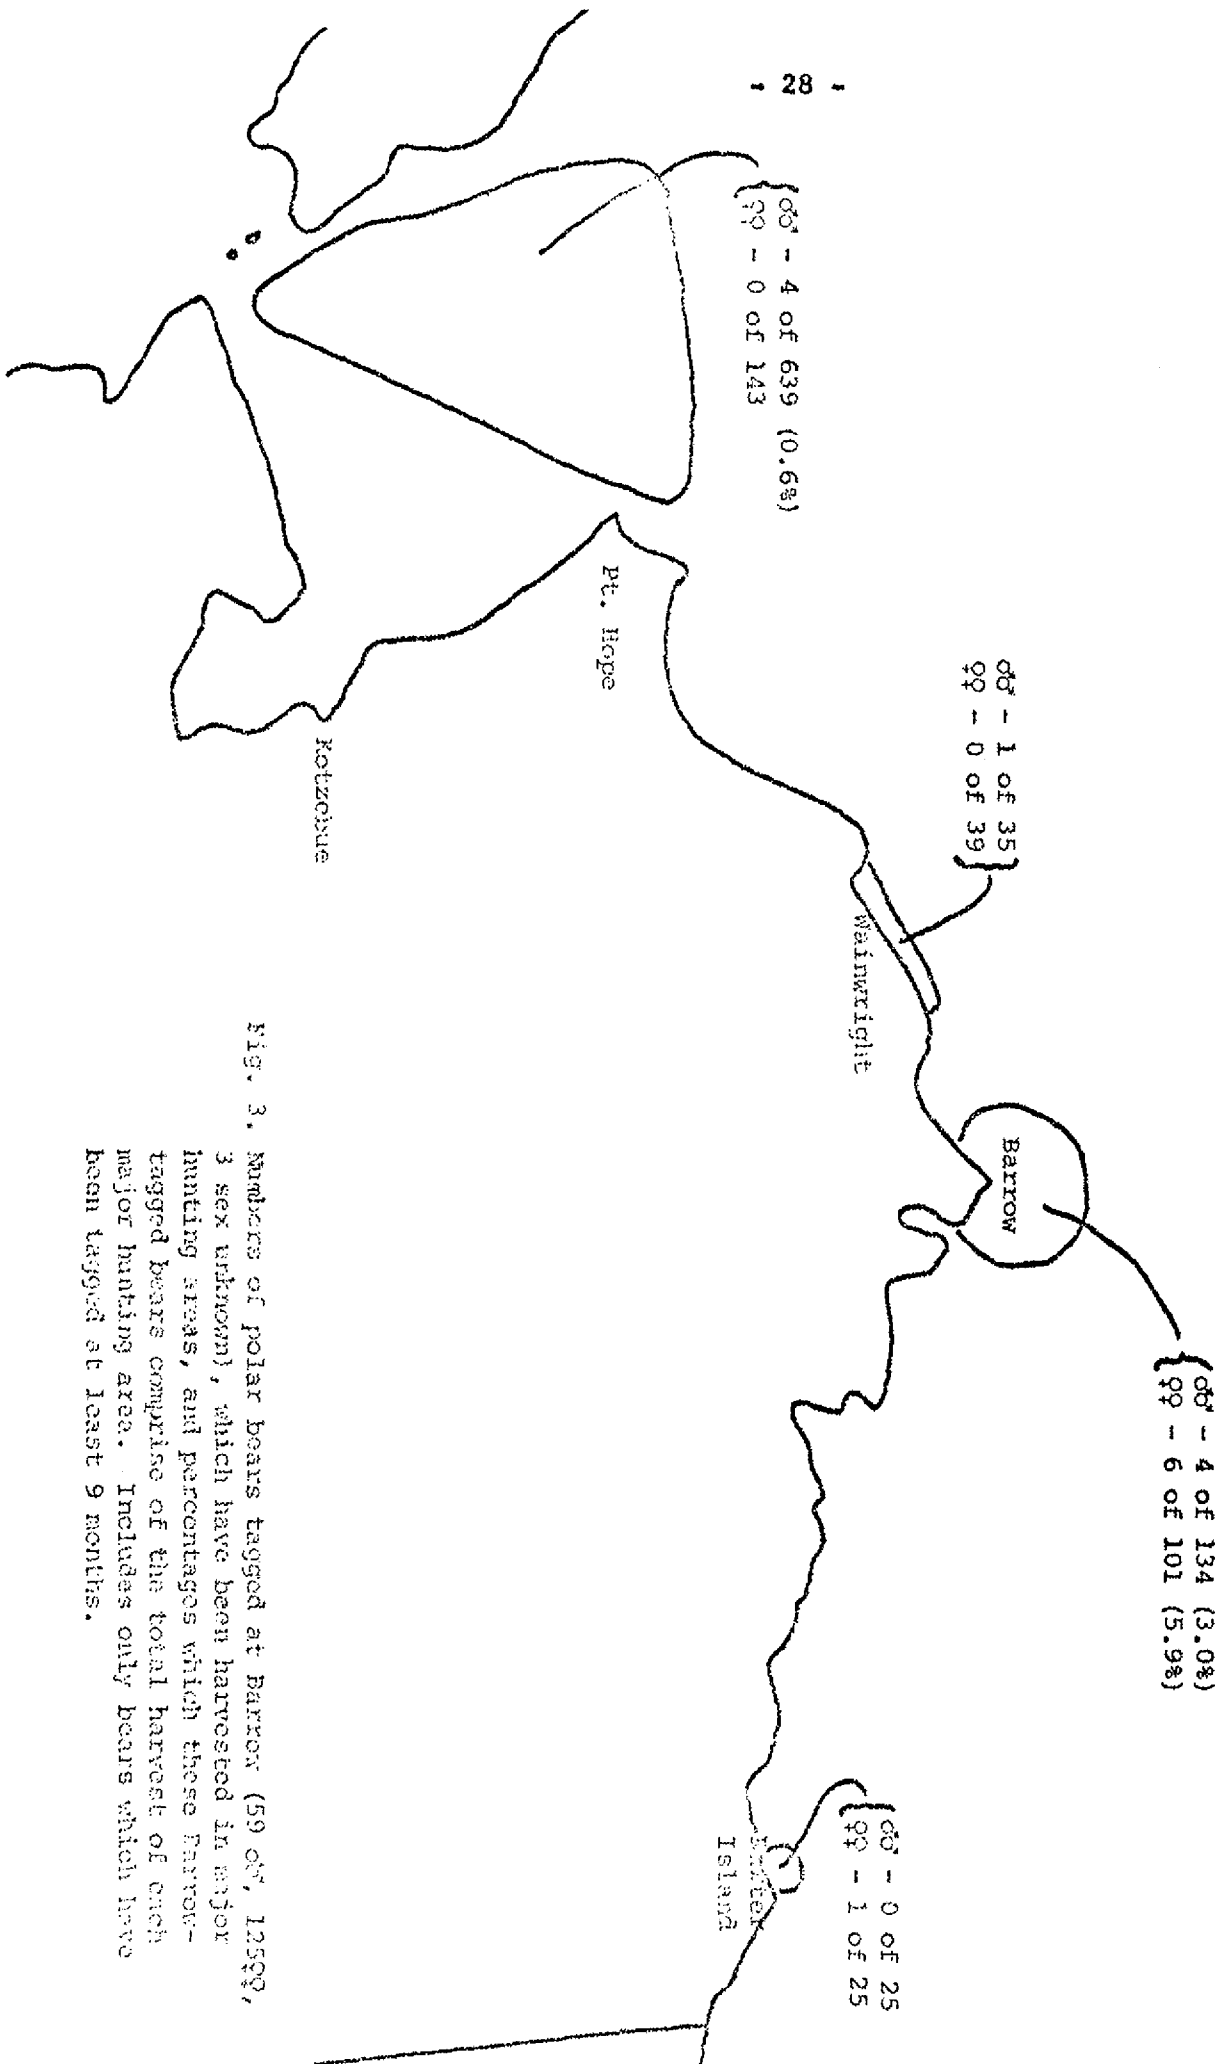 - 28 -
♂♂ - 4 of 639 (0.6%)
♀♀ - 0 of 143
♂♂ - 1 of 35
♀♀ - 0 of 39
♂♂ - 4 of 134 (3.0%)
♀♀ - 6 of 101 (5.9%)
♂♂ - 0 of 25
♀♀ - 1 of 25
Barrow
Wainwright
Pt. Hope
Kotzebue
Barter
Island
Fig. 3. Numbers of polar bears tagged at Barrow (59 ♂♂, 125♀♀,
3 sex unknown), which have been harvested in major
hunting areas, and percentages which these Barrow-
tagged bears comprise of the total harvest of each
major hunting area. Includes only bears which have
been tagged at least 9 months.